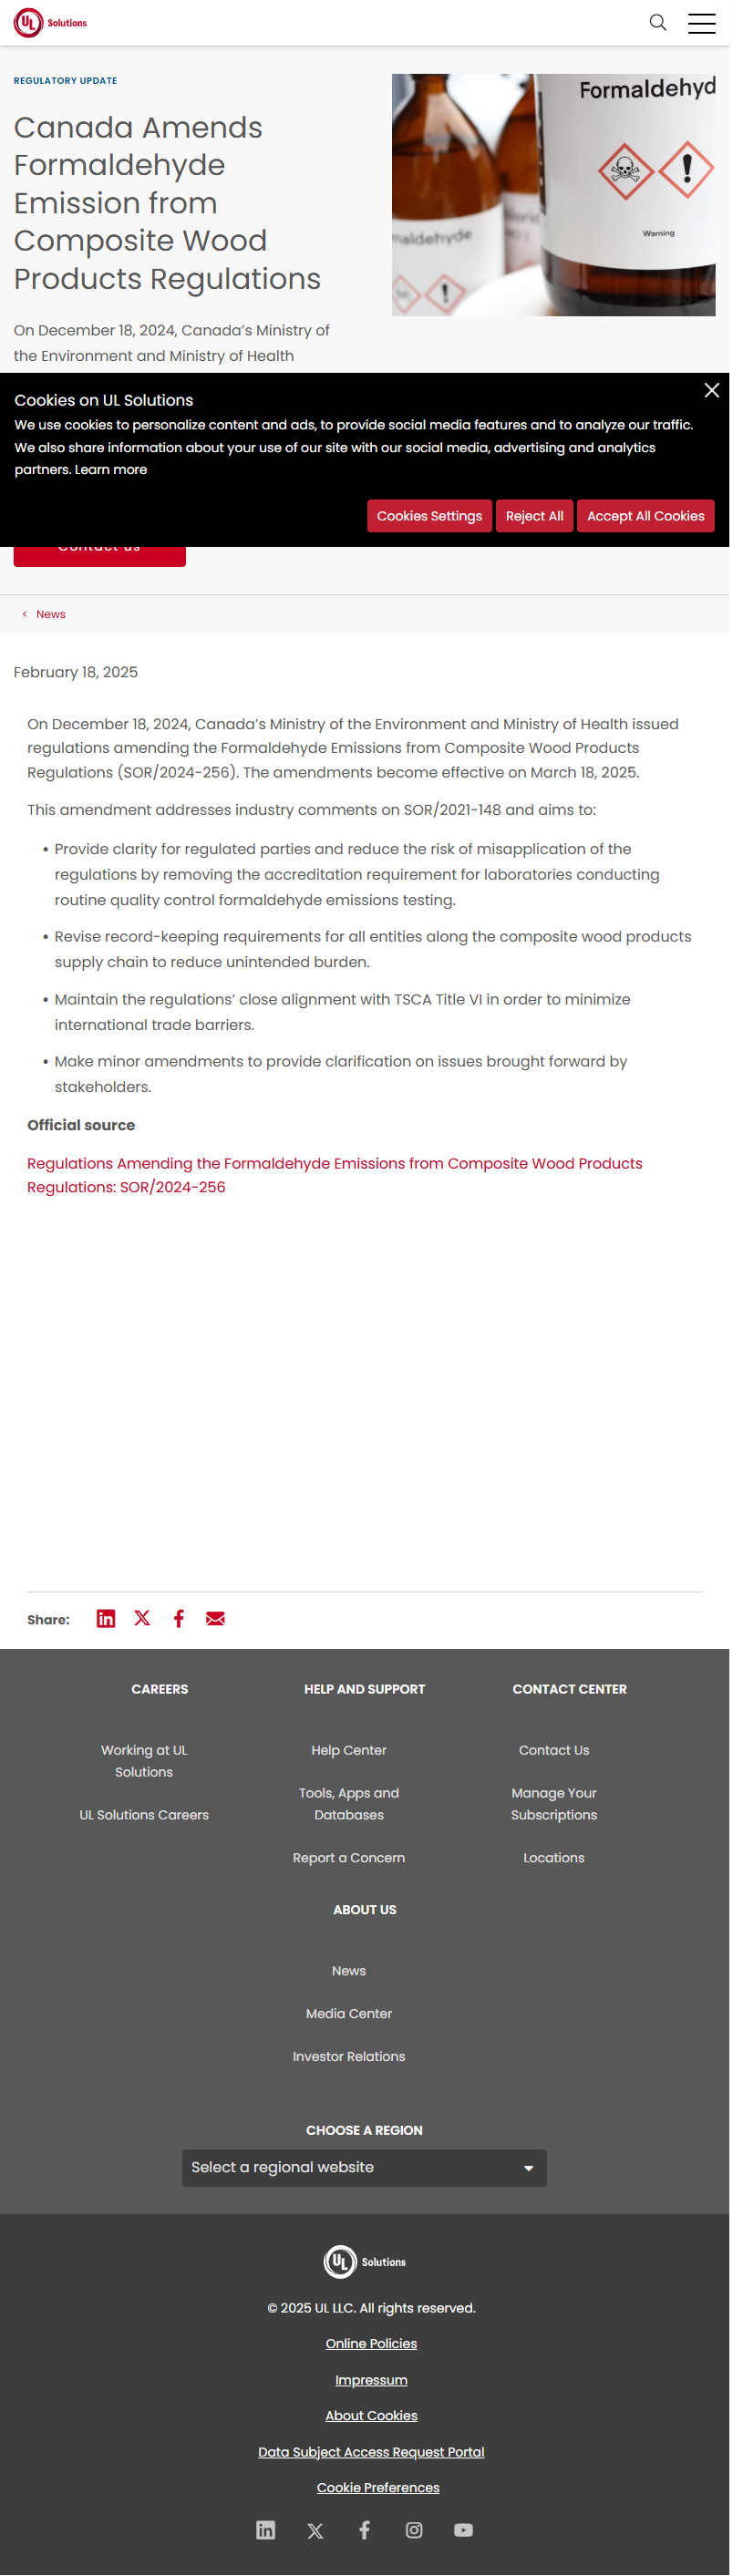 UL Solutions
REGULATORY UPDATE
Canada Amends
Formaldehyde
Emission from
Composite Wood
Products Regulations
Formaldehyd
maldehyde
Warning
On December 18, 2024, Canada’s Ministry of
the Environment and Ministry of Health
Cookies on UL Solutions
We use cookies to personalize content and ads, to provide social media features and to analyze our traffic.
We also share information about your use of our site with our social media, advertising and analytics
partners. Learn more
Cookies Settings Reject All Accept All Cookies
Contact us
< News
February 18, 2025
On December 18, 2024, Canada’s Ministry of the Environment and Ministry of Health issued
regulations amending the Formaldehyde Emissions from Composite Wood Products
Regulations (SOR/2024-256). The amendments become effective on March 18, 2025.
This amendment addresses industry comments on SOR/2021-148 and aims to:
• Provide clarity for regulated parties and reduce the risk of misapplication of the
regulations by removing the accreditation requirement for laboratories conducting
routine quality control formaldehyde emissions testing.
• Revise record-keeping requirements for all entities along the composite wood products
supply chain to reduce unintended burden.
• Maintain the regulations’ close alignment with TSCA Title VI in order to minimize
international trade barriers.
• Make minor amendments to provide clarification on issues brought forward by
stakeholders.
Official source
Regulations Amending the Formaldehyde Emissions from Composite Wood Products
Regulations: SOR/2024-256
Share:
CAREERS
Working at UL
Solutions
UL Solutions Careers
HELP AND SUPPORT
Help Center
Tools, Apps and
Databases
Report a Concern
CONTACT CENTER
Contact Us
Manage Your
Subscriptions
Locations
ABOUT US
News
Media Center
Investor Relations
CHOOSE A REGION
Select a regional website
UL Solutions
© 2025 UL LLC. All rights reserved.
Online Policies
Impressum
About Cookies
Data Subject Access Request Portal
Cookie Preferences